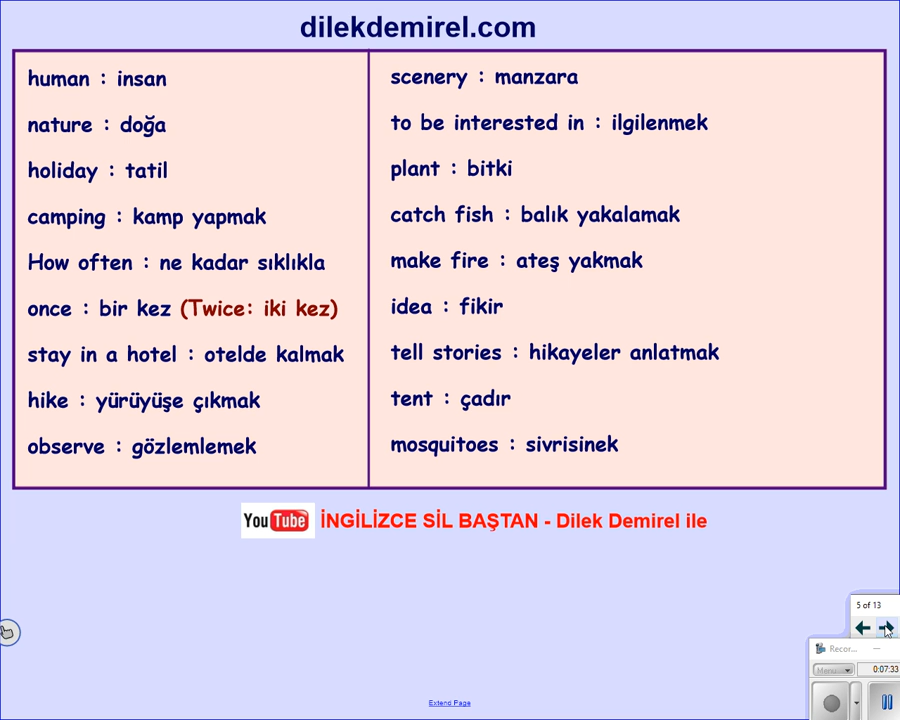 dilekdemirel.com
human : insan
nature : doğa
holiday : tatil
camping : kamp yapmak
How often : ne kadar sıklıkla
once : bir kez (Twice: iki kez)
stay in a hotel : otelde kalmak
hike : yürüyüşe çıkmak
observe : gözlemlemek
scenery : manzara
to be interested in : ilgilenmek
plant : bitki
catch fish : balık yakalamak
make fire : ateş yakmak
idea : fikir
tell stories : hikayeler anlatmak
tent : çadır
mosquitoes : sivrisinek
YouTube İNGİLİZCE SİL BAŞTAN - Dilek Demirel ile
5 of 13
Recor...
Menu 0:07:33
Extend Page